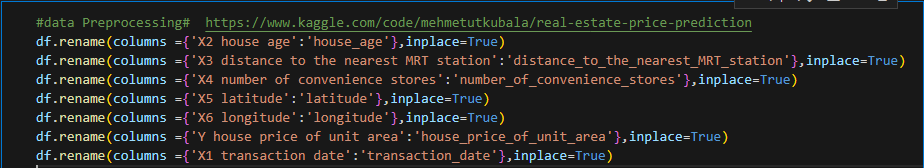 #data Preprocessing#  https://www.kaggle.com/code/mehmetutkubala/real-estate-price-prediction
df.rename(columns ={'X2 house age':'house_age'},inplace=True)
df.rename(columns ={'X3 distance to the nearest MRT station':'distance_to_the_nearest_MRT_station'},inplace=True)
df.rename(columns ={'X4 number of convenience stores':'number_of_convenience_stores'},inplace=True)
df.rename(columns ={'X5 latitude':'latitude'},inplace=True)
df.rename(columns ={'X6 longitude':'longitude'},inplace=True)
df.rename(columns ={'Y house price of unit area':'house_price_of_unit_area'},inplace=True)
df.rename(columns ={'X1 transaction date':'transaction_date'},inplace=True)